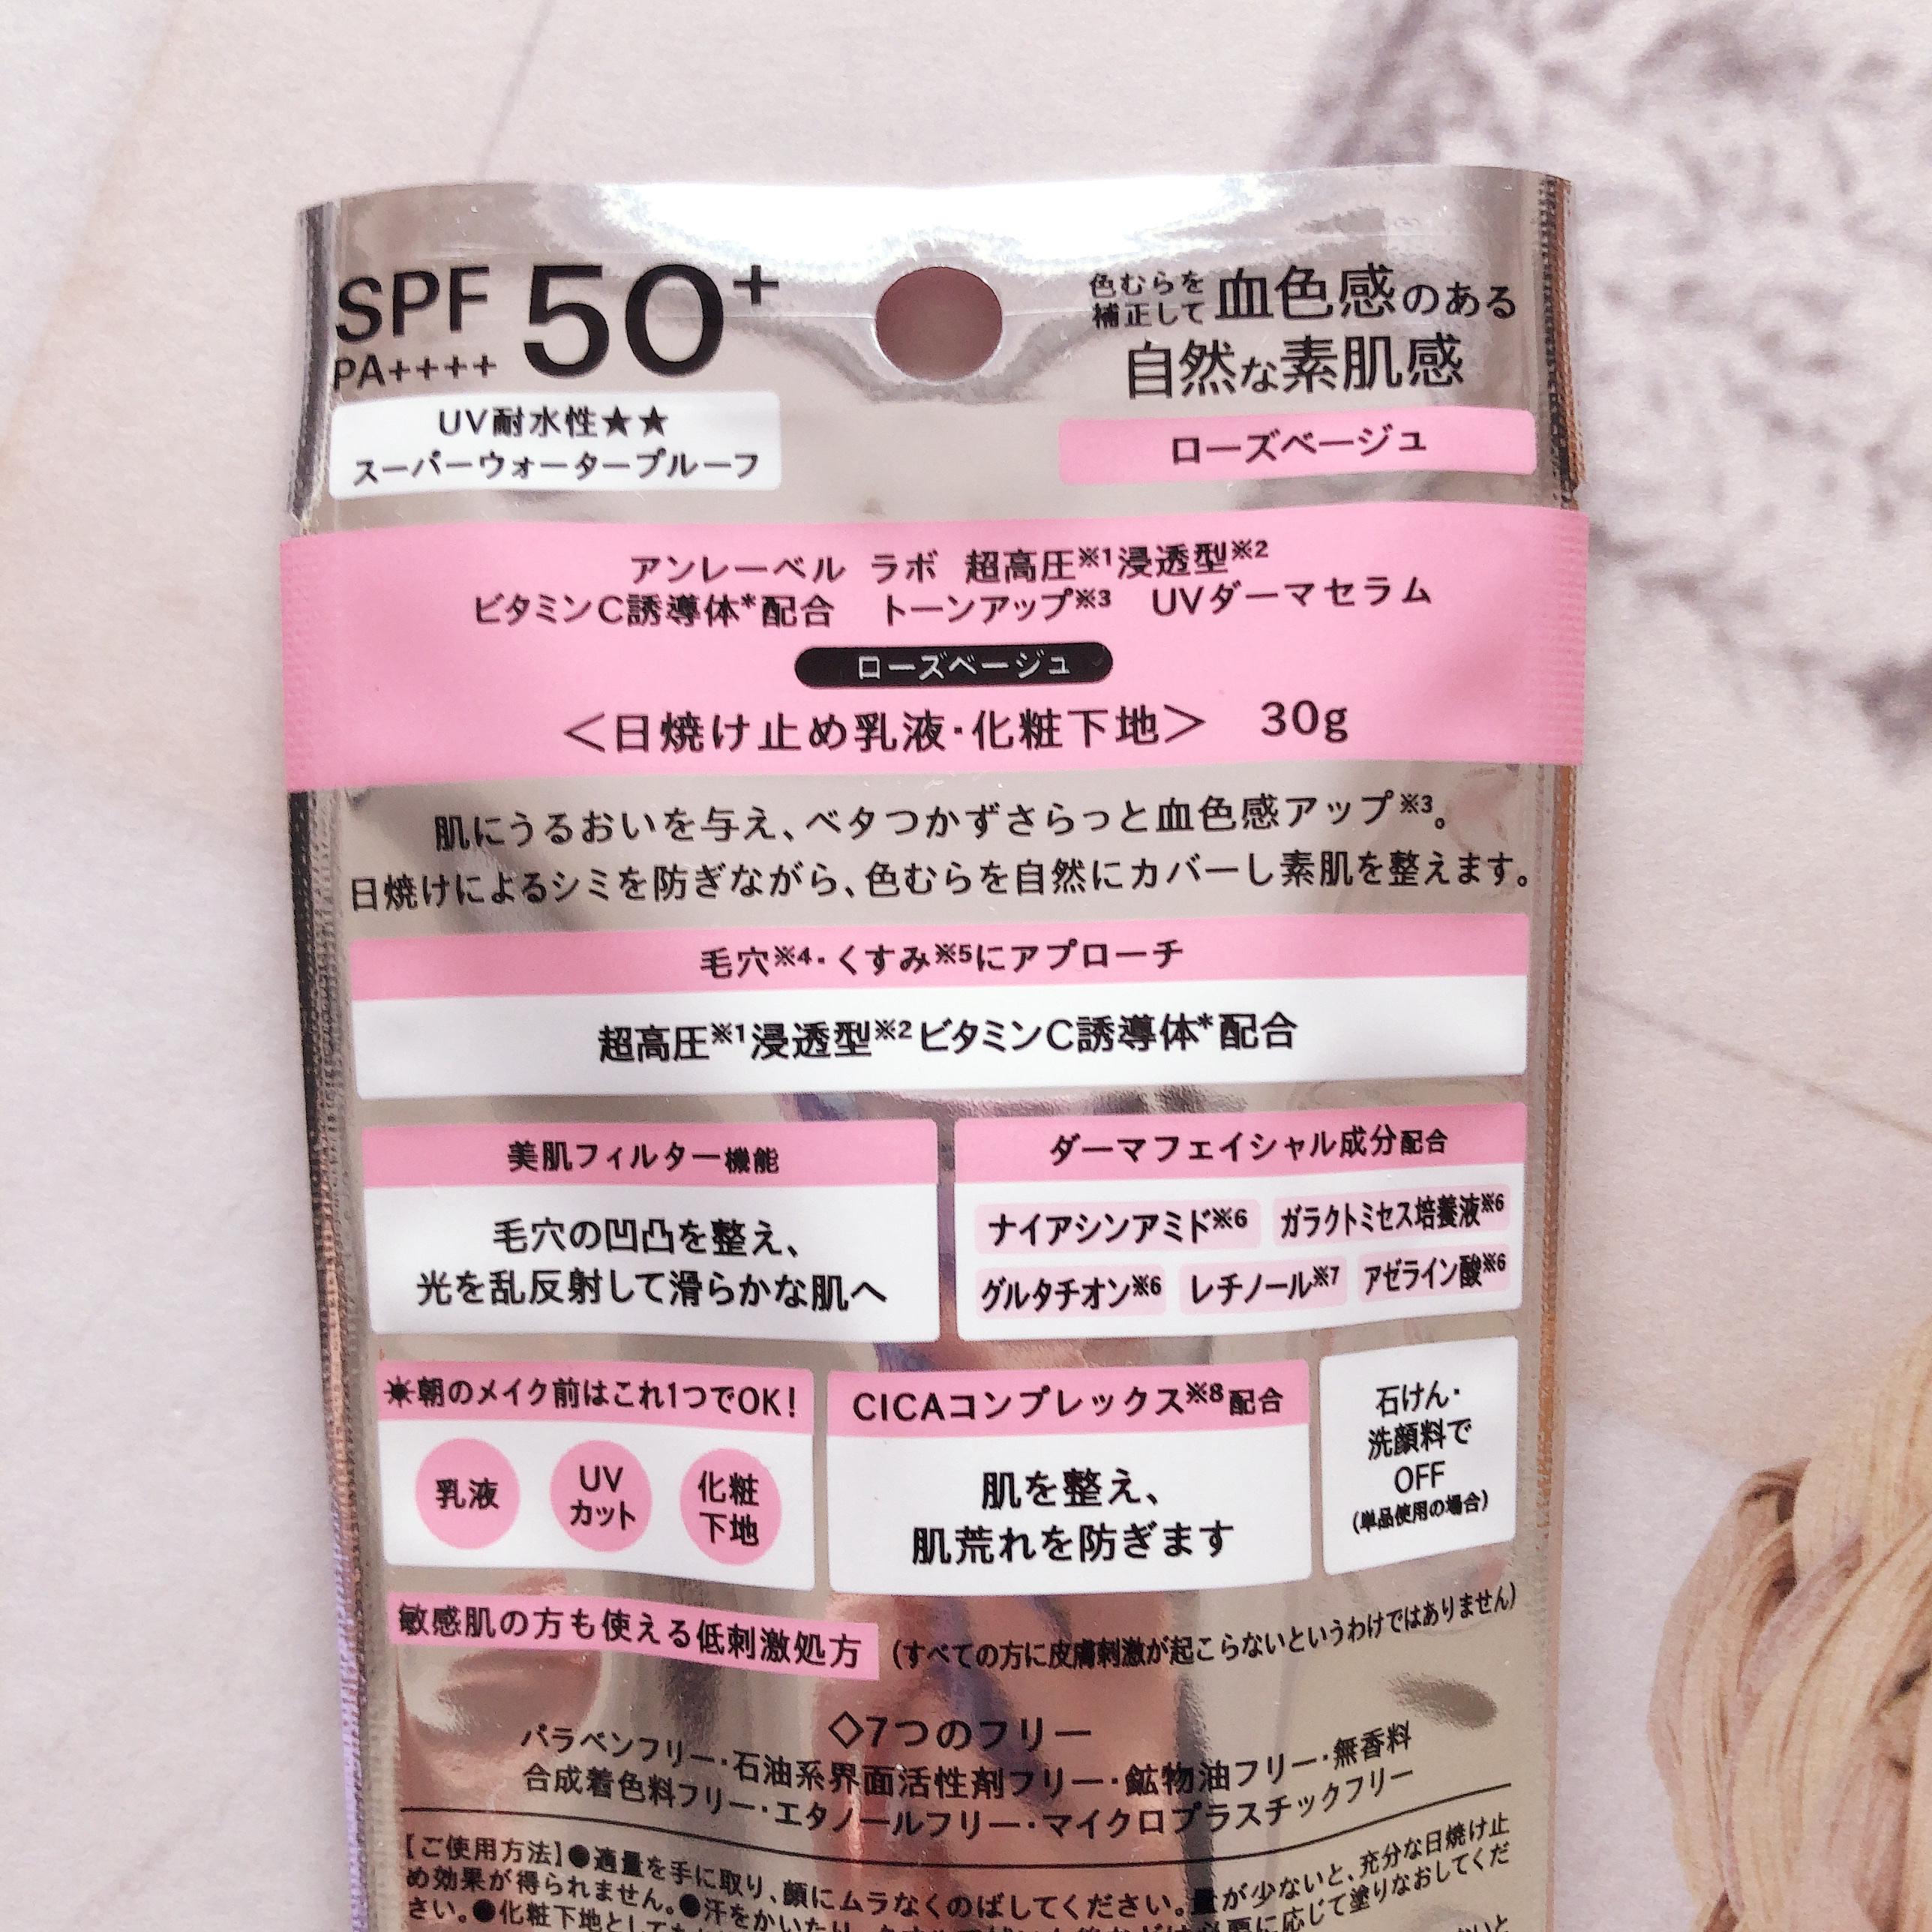 SPF 50+
PA++++
UV耐水性★★
スーパーウォータープルーフ
色むらを
補正して 血色感のある
自然な素肌感
ローズベージュ
アンレーベル ラボ 超高圧※1浸透型※2
ビタミンC誘導体*配合 トーンアップ※3 UVダーマセラム
ローズベージュ
＜日焼け止め乳液・化粧下地＞ 30g
肌にうるおいを与え、ベタつかずさらっと血色感アップ※3。
日焼けによるシミを防ぎながら、色むらを自然にカバーし素肌を整えます。
毛穴※4・くすみ※5にアプローチ
超高圧※1浸透型※2ビタミンC誘導体*配合
美肌フィルター機能
毛穴の凹凸を整え、
光を乱反射して滑らかな肌へ
ダーマフェイシャル成分配合
ナイアシンアミド※6 ガラクトミセス培養液※6
グルタチオン※6 レチノール※7 アゼライン酸※6
☀朝のメイク前はこれ1つでOK!
乳液
UV
カット
化粧
下地
CICAコンプレックス※8配合
肌を整え、
肌荒れを防ぎます
石けん・
洗顔料で
OFF
(単品使用の場合)
敏感肌の方も使える低刺激処方 (すべての方に皮膚刺激が起こらないというわけではありません)
◇7つのフリー
パラベンフリー・石油系界面活性剤フリー・鉱物油フリー・無香料
合成着色料フリー・エタノールフリー・マイクロプラスチックフリー
【ご使用方法】●適量を手に取り、顔にムラなくのばしてください。量が少ないと、充分な日焼け止
め効果が得られません。●汗をかいたり、
必要に応じて塗りなおしてくだ
さい。●化粧下地として